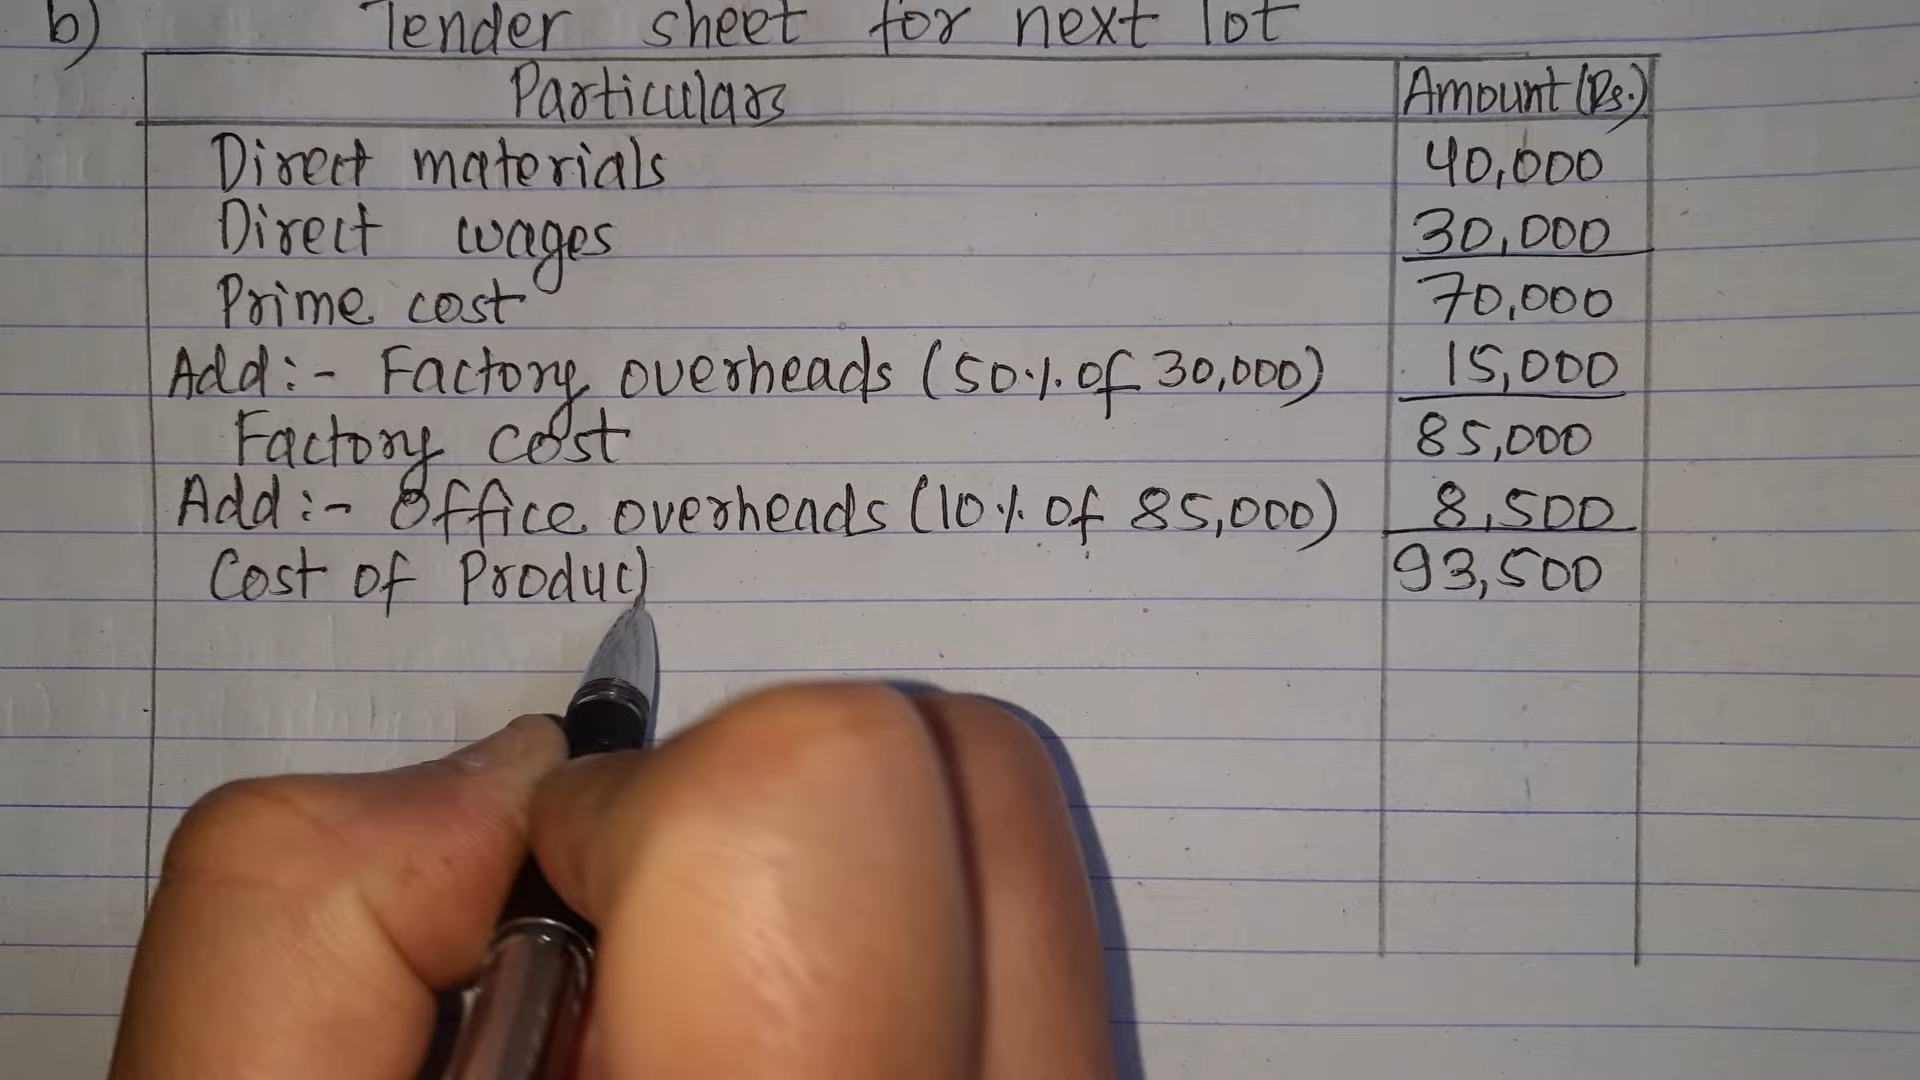 b) Tender sheet for next lot
Particulars Amount (Rs.)
Direct materials 40,000
Direct wages 30,000
Prime cost 70,000
Add:- Factory overheads (50% of 30,000) 15,000
Factory cost 85,000
Add:- Office overheads (10% of 85,000) 8,500
Cost of Product 93,500